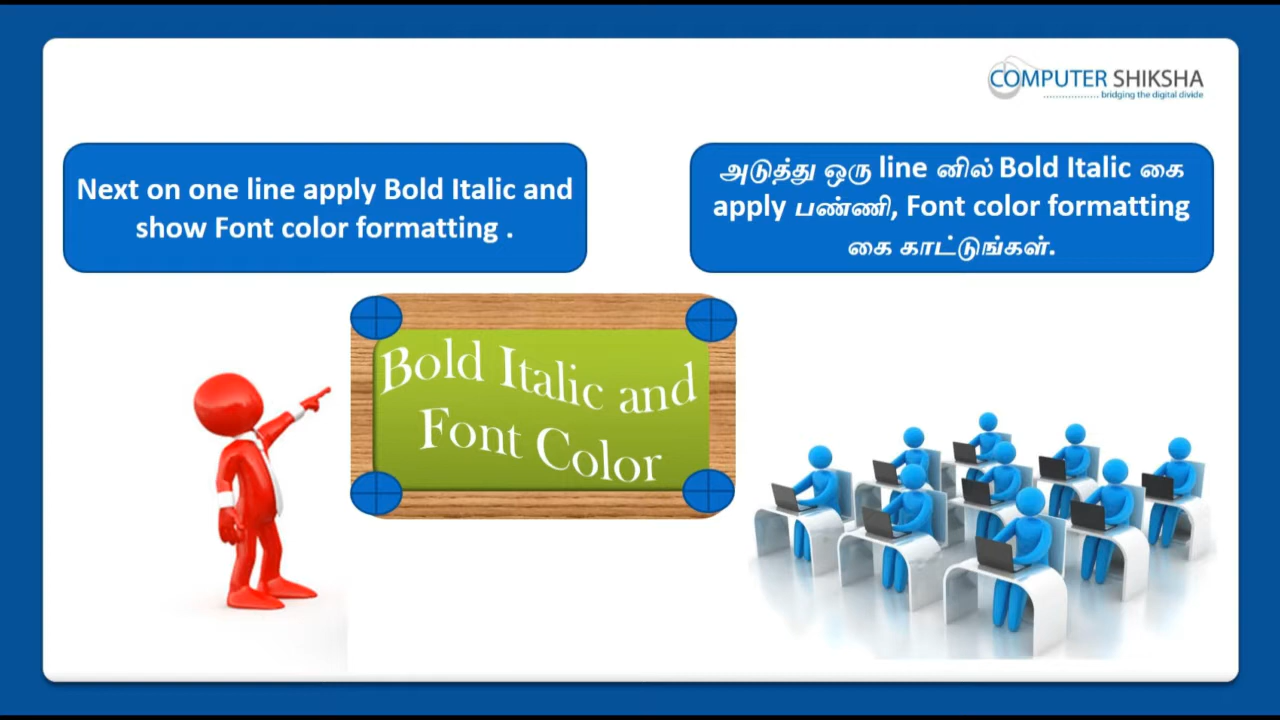 COMPUTER SHIKSHA
bridging the digital divide
Next on one line apply Bold Italic and
show Font color formatting .
அடுத்து ஒரு line னில் Bold Italic கை
apply பண்ணி, Font color formatting
கை காட்டுங்கள்.
Bold Italic and
Font Color